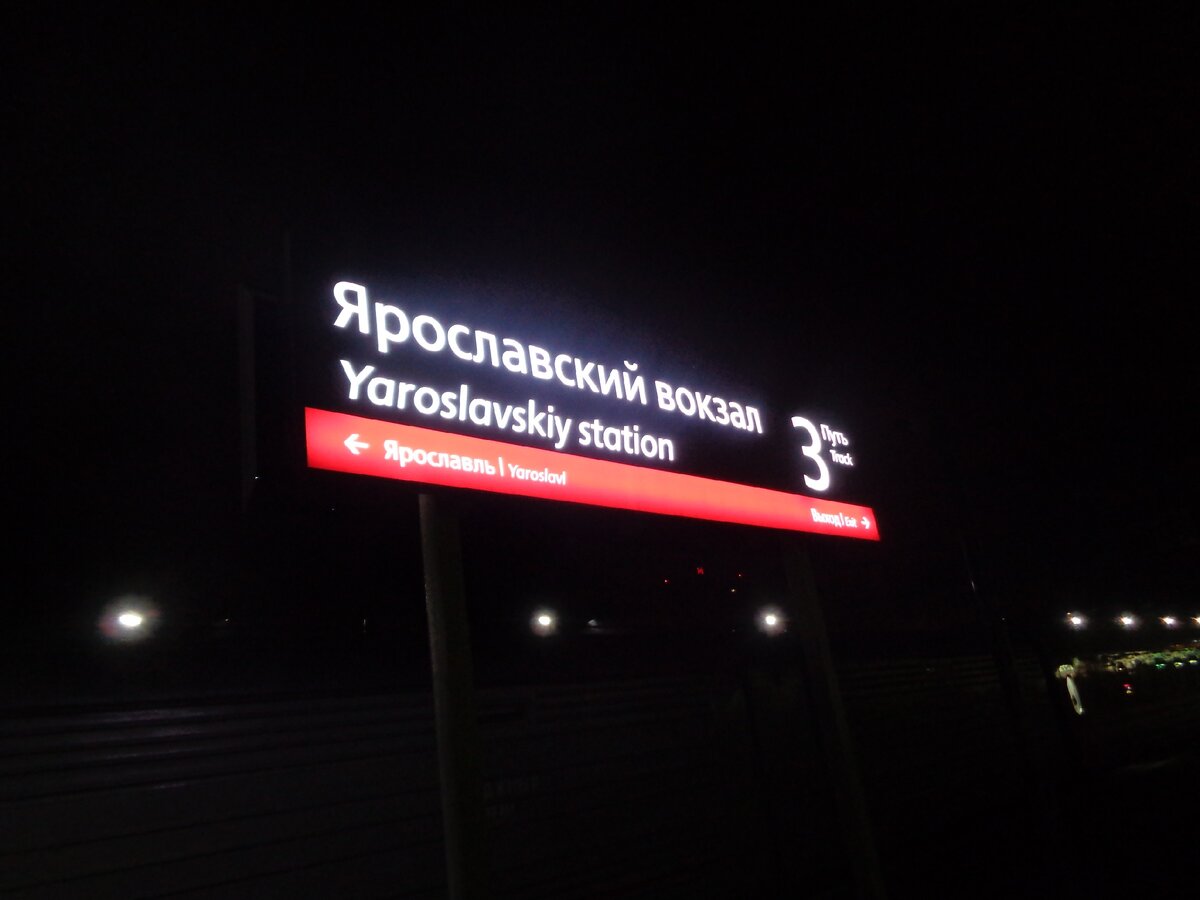 Ярославский вокзал
Yaroslavskiy station
3 Путь
Track
← Ярославль | Yaroslavl
Выход | Exit →